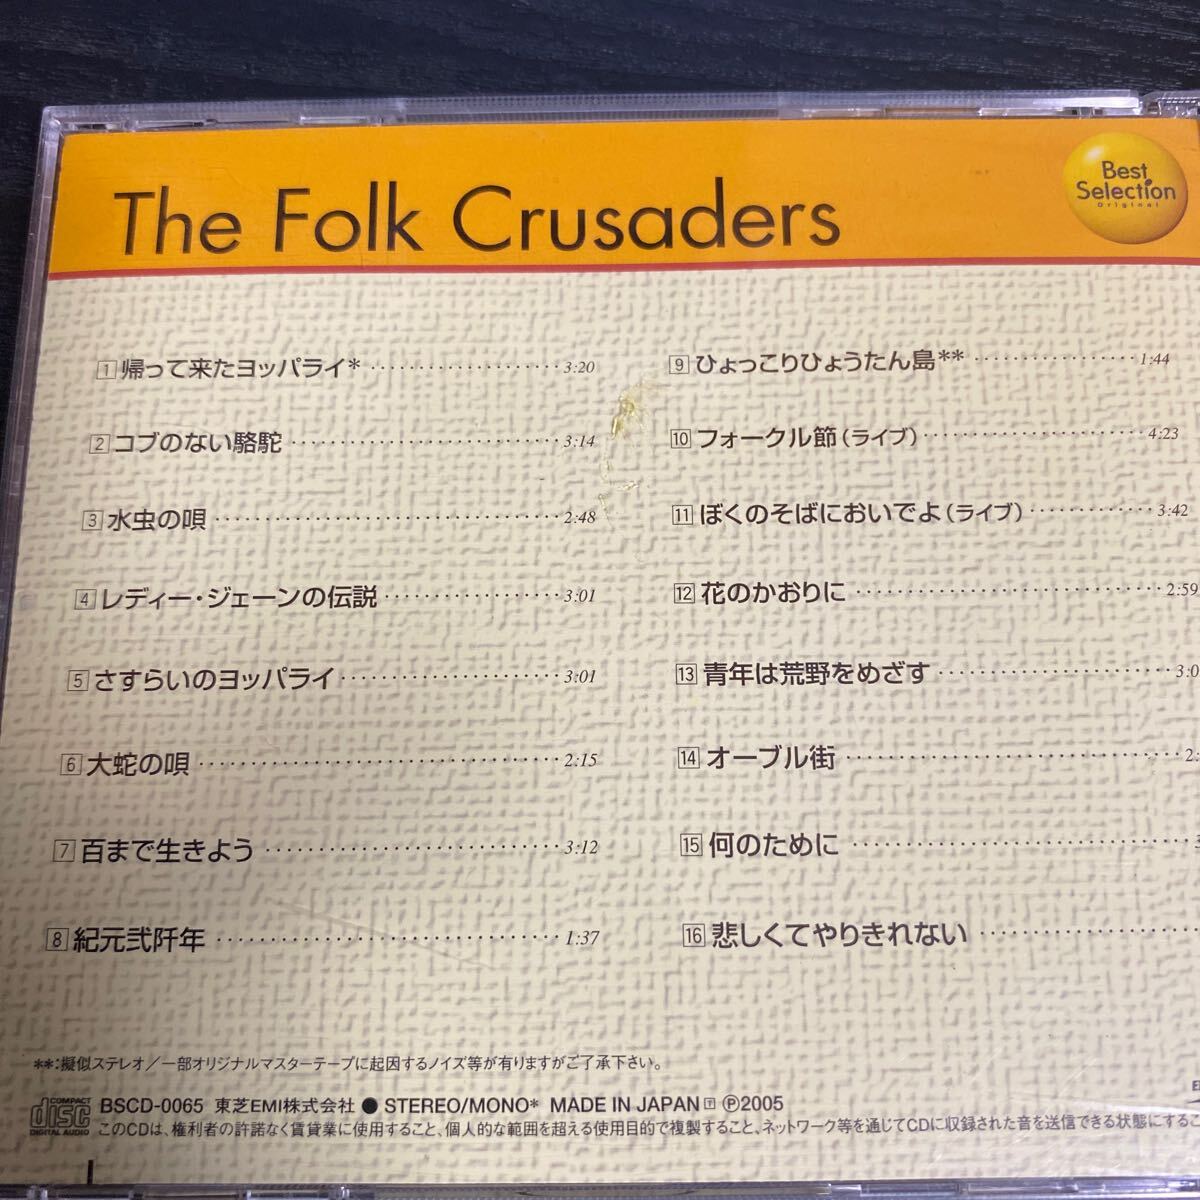 The Folk Crusaders
Best
Selection
Original
1 帰って来たヨッパライ* 3:20
2 コブのない駱駝 3:14
3 水虫の唄 2:48
4 レディー・ジェーンの伝説 3:01
5 さすらいのヨッパライ 3:01
6 大蛇の唄 2:15
7 百まで生きよう 3:12
8 紀元弐阡年 1:37
9 ひょっこりひょうたん島** 1:44
10 フォークル節(ライブ) 4:23
11 ぼくのそばにおいでよ(ライブ) 3:42
12 花のかおりに 2:59
13 青年は荒野をめざす 3:0
14 オーブル街 2:
15 何のために
16 悲しくてやりきれない
**:擬似ステレオ/一部オリジナルマスターテープに起因するノイズ等が有りますがご了承下さい。
COMPACT
disc
DIGITAL AUDIO
BSCD-0065 東芝EMI株式会社 ● STEREO/MONO* MADE IN JAPAN ℗2005
このCDは、権利者の許諾なく賃貸業に使用すること、個人的な範囲を超える使用目的で複製すること、ネットワーク等を通じてCDに収録された音を送信できる状態にするこ